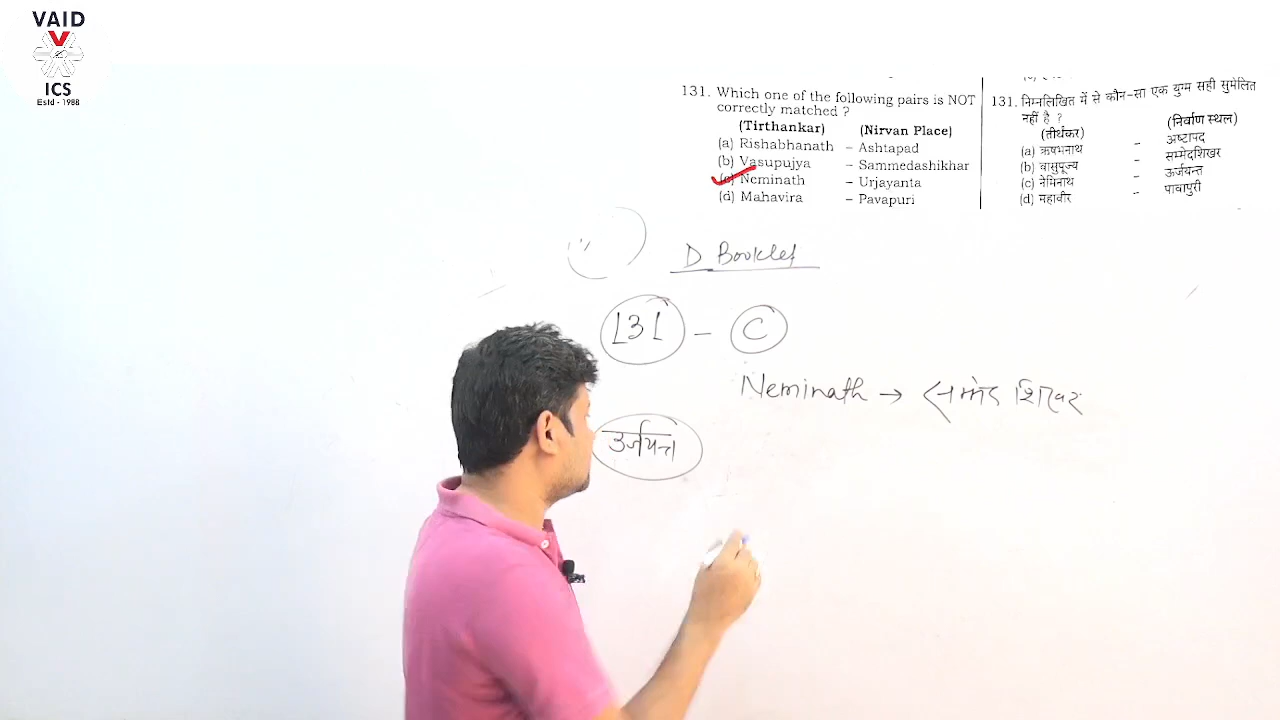 VAID
ICS
Estd - 1988
131. Which one of the following pairs is NOT
correctly matched ?
(Tirthankar) (Nirvan Place)
(a) Rishabhanath – Ashtapad
(b) Vasupujya – Sammedashikhar
(c) Neminath – Urjayanta
(d) Mahavira – Pavapuri
131. निम्नलिखित में से कौन-सा एक युग्म सही सुमेलित
नहीं है ?
(तीर्थंकर) (निर्वाण स्थल)
(a) ऋषभनाथ – अष्टापद
(b) वासुपूज्य – सम्मेदशिखर
(c) नेमिनाथ – ऊर्जयन्त
(d) महावीर – पावापुरी
D Booklet
131 – C
Neminath → सम्मेद शिखर
उर्जयन्त